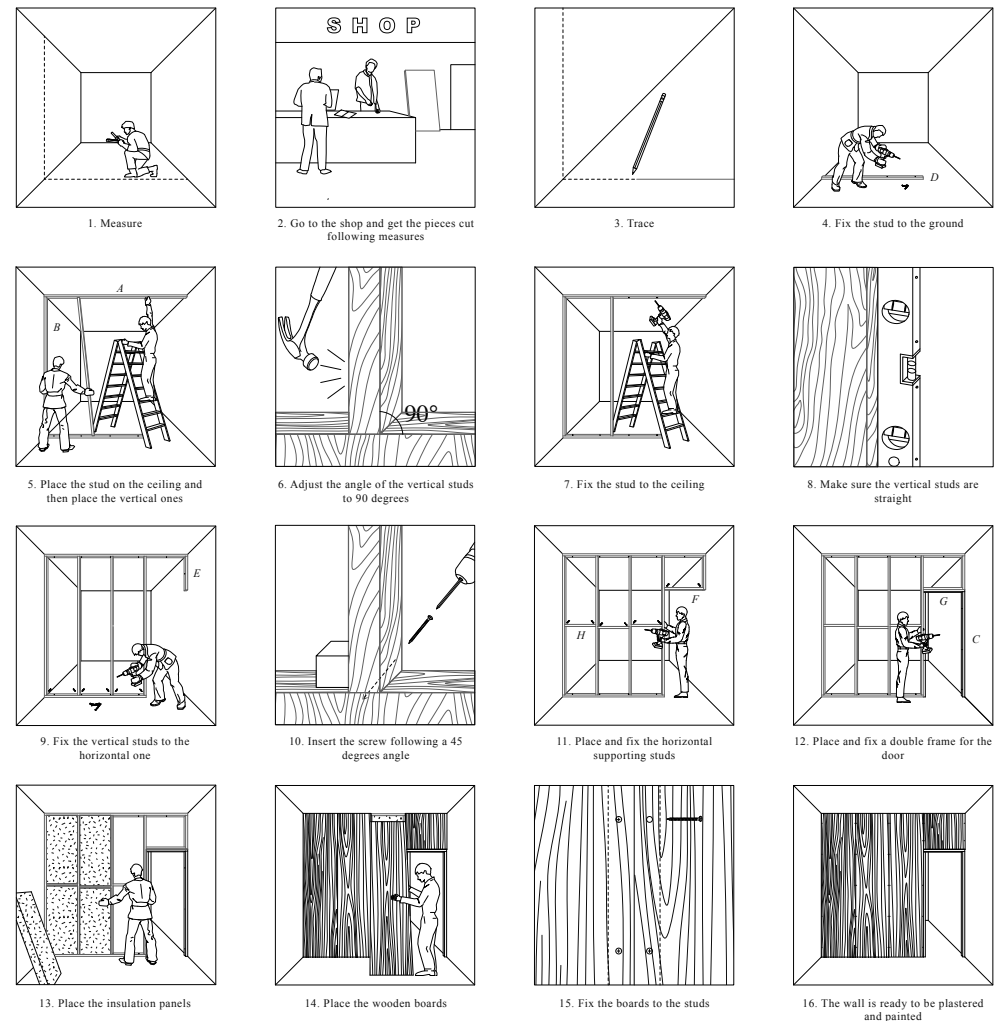 SHOP
1. Measure
2. Go to the shop and get the pieces cut
following measures
3. Trace
D
4. Fix the stud to the ground
A
B
5. Place the stud on the ceiling and
then place the vertical ones
90°
6. Adjust the angle of the vertical studs
to 90 degrees
7. Fix the stud to the ceiling
8. Make sure the vertical studs are
straight
E
9. Fix the vertical studs to the
horizontal one
10. Insert the screw following a 45
degrees angle
F
H
11. Place and fix the horizontal
supporting studs
G
C
12. Place and fix a double frame for the
door
13. Place the insulation panels
14. Place the wooden boards
15. Fix the boards to the studs
16. The wall is ready to be plastered
and painted